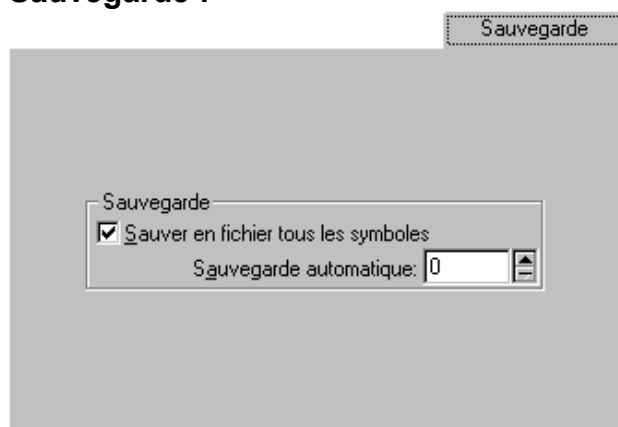 Sauvegarde :
Sauvegarde
Sauvegarde
Sauver en fichier tous les symboles
Sauvegarde automatique: 0